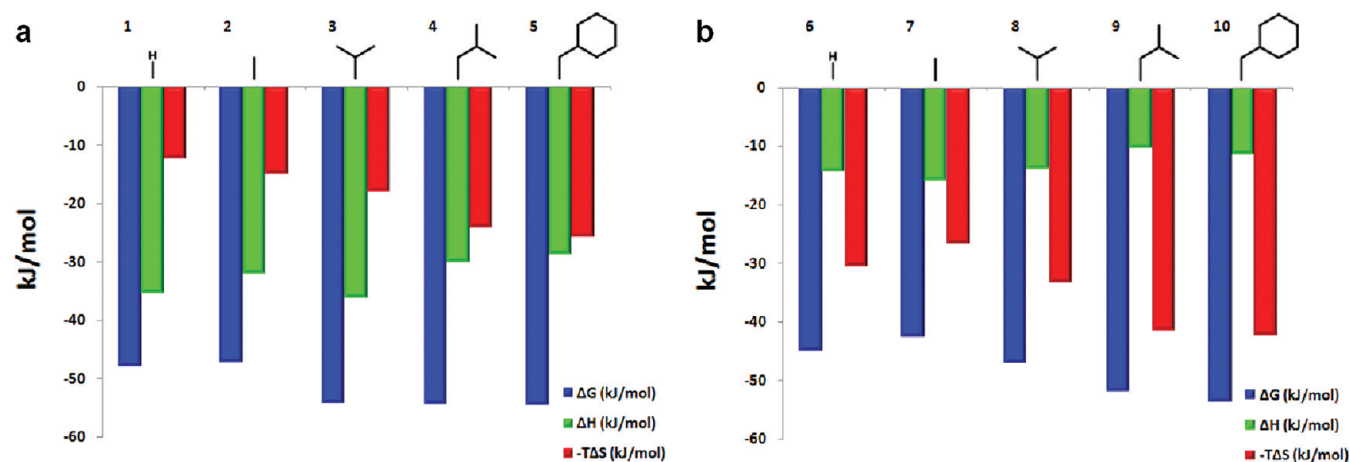 a
1 2 3 4 5
H
0
-10
-20
-30
-40
-50
-60
kJ/mol
ΔG (kJ/mol)
ΔH (kJ/mol)
-TΔS (kJ/mol)
b
6 7 8 9 10
H
0
-10
-20
-30
-40
-50
-60
kJ/mol
ΔG (kJ/mol)
ΔH (kJ/mol)
-TΔS (kJ/mol)